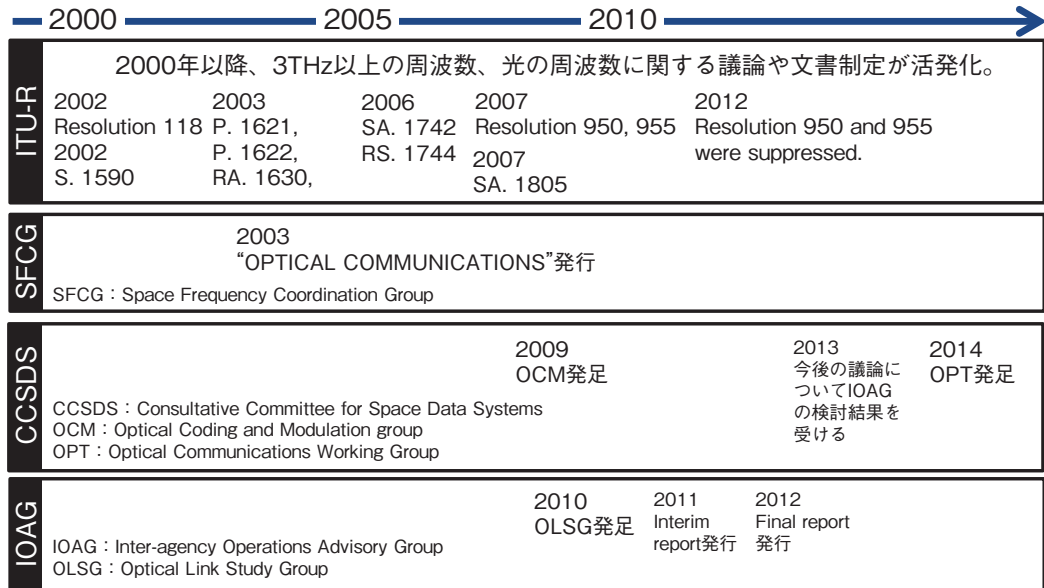 2000 2005 2010
ITU-R
2000年以降、3THz以上の周波数、光の周波数に関する議論や文書制定が活発化。
2002
Resolution 118
2002
S. 1590
2003
P. 1621,
P. 1622,
RA. 1630,
2006
SA. 1742
RS. 1744
2007
Resolution 950, 955
2007
SA. 1805
2012
Resolution 950 and 955
were suppressed.
SFCG
2003
“OPTICAL COMMUNICATIONS”発行
SFCG：Space Frequency Coordination Group
CCSDS
2009
OCM発足
2013
今後の議論に
ついてIOAG
の検討結果を
受ける
2014
OPT発足
CCSDS：Consultative Committee for Space Data Systems
OCM：Optical Coding and Modulation group
OPT：Optical Communications Working Group
IOAG
2010
OLSG発足
2011
Interim
report発行
2012
Final report
発行
IOAG：Inter-agency Operations Advisory Group
OLSG：Optical Link Study Group